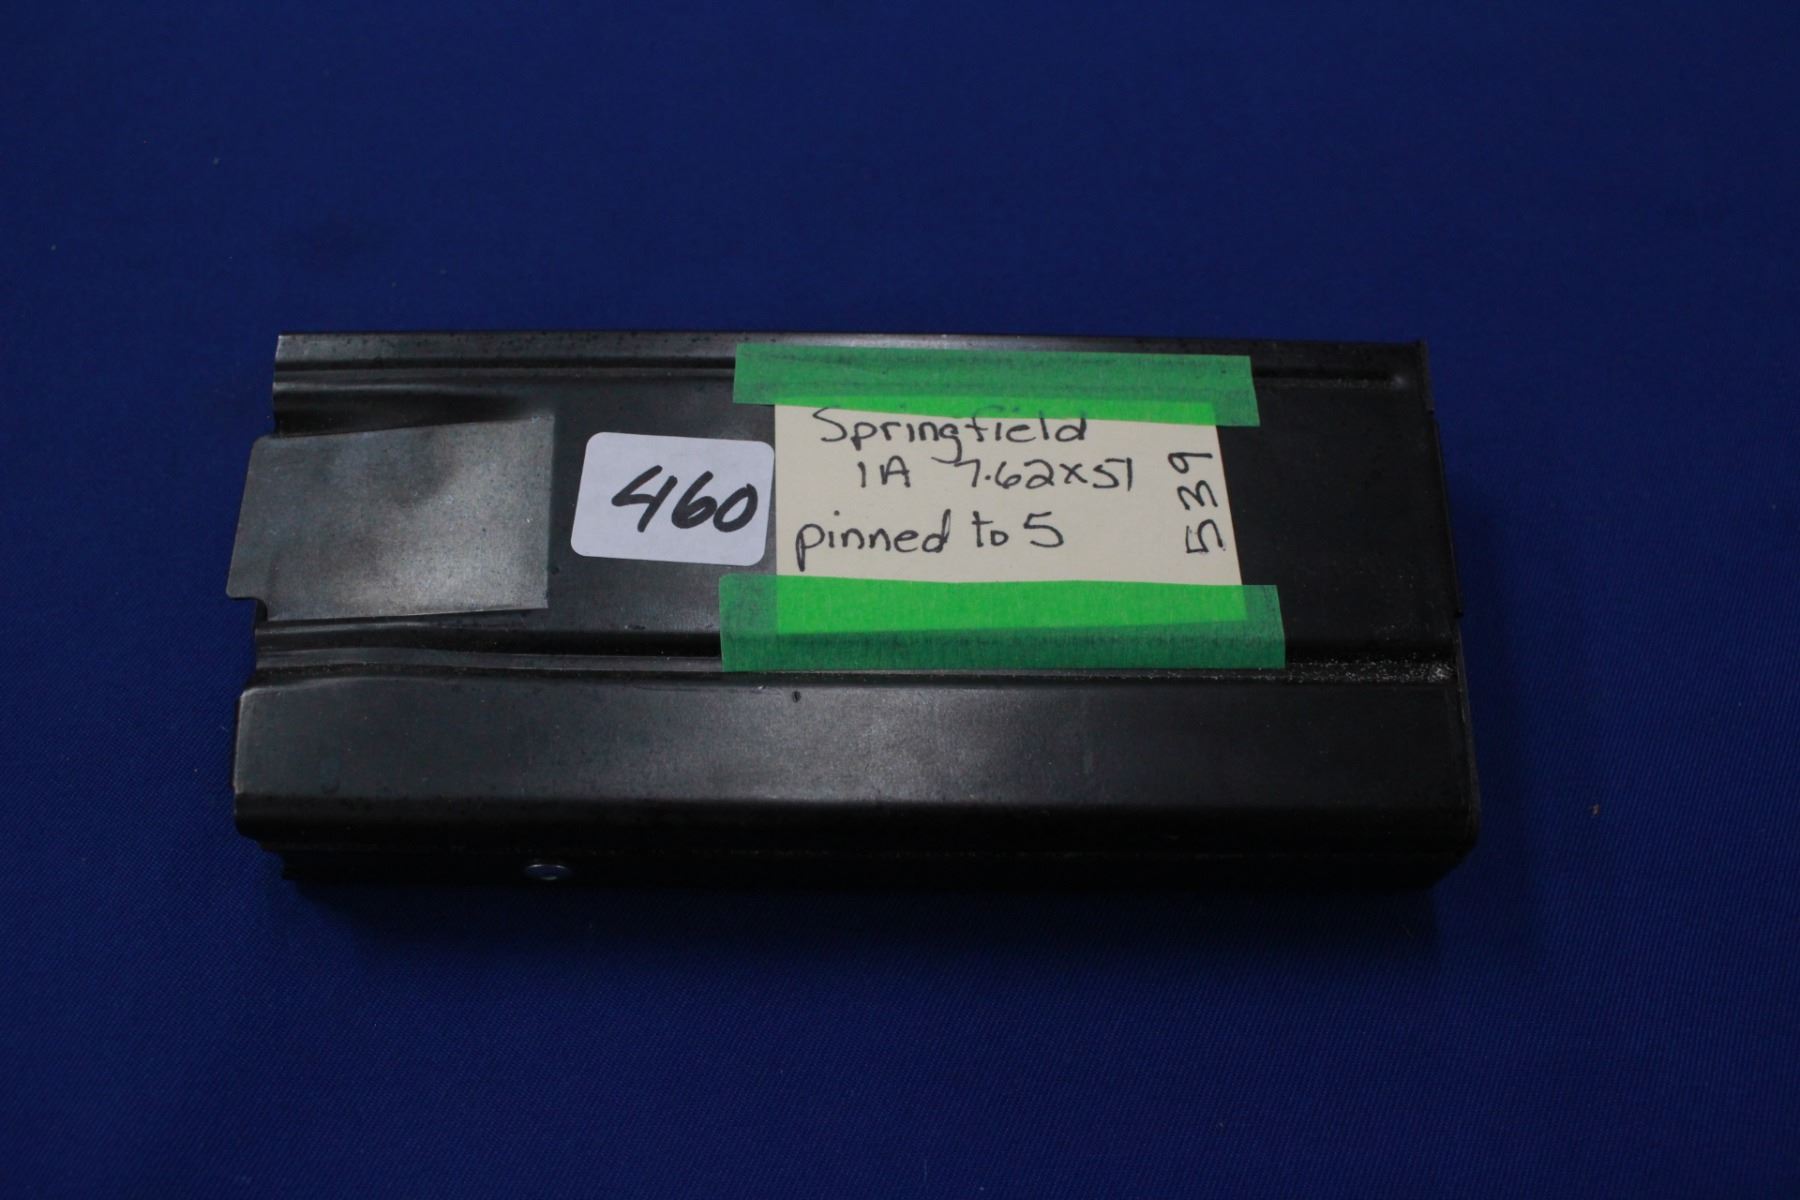 460
Springfield
1A 7.62x51
pinned to 5
539